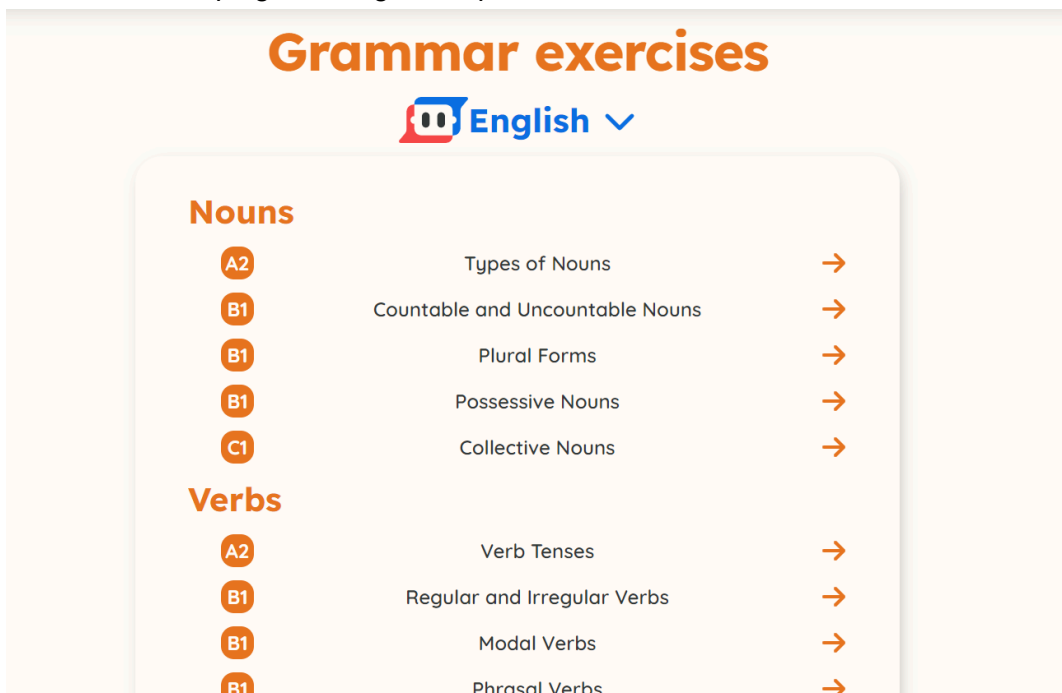 Grammar exercises
English
Nouns
A2 Types of Nouns
B1 Countable and Uncountable Nouns
B1 Plural Forms
B1 Possessive Nouns
C1 Collective Nouns
Verbs
A2 Verb Tenses
B1 Regular and Irregular Verbs
B1 Modal Verbs
B1 Phrasal Verbs